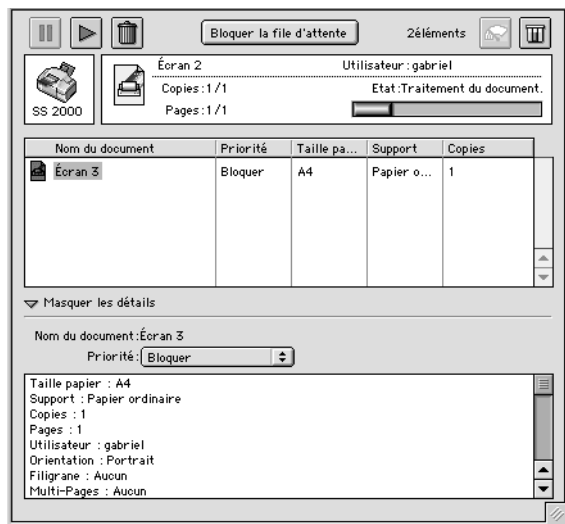 Bloquer la file d'attente 2éléments
SS 2000
Écran 2 Utilisateur : gabriel
Copies : 1 /1 Etat : Traitement du document.
Pages : 1 /1
Nom du document Priorité Taille pa... Support Copies
Écran 3 Bloquer A4 Papier o... 1
Masquer les détails
Nom du document : Écran 3
Priorité : Bloquer
Taille papier : A4
Support : Papier ordinaire
Copies : 1
Pages : 1
Utilisateur : gabriel
Orientation : Portrait
Filigrane : Aucun
Multi-Pages : Aucun